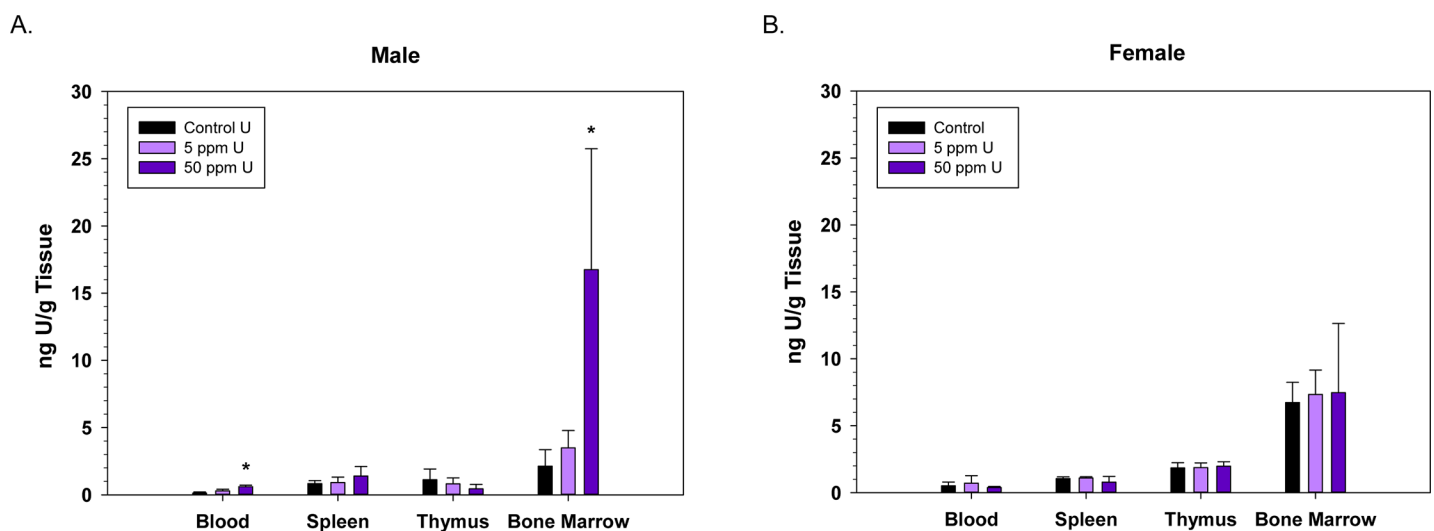 A.
Male
ng U/g Tissue
30
25
20
15
10
5
0
Control U
5 ppm U
50 ppm U
*
*
Blood Spleen Thymus Bone Marrow
B.
Female
ng U/g Tissue
30
25
20
15
10
5
0
Control
5 ppm U
50 ppm U
Blood Spleen Thymus Bone Marrow